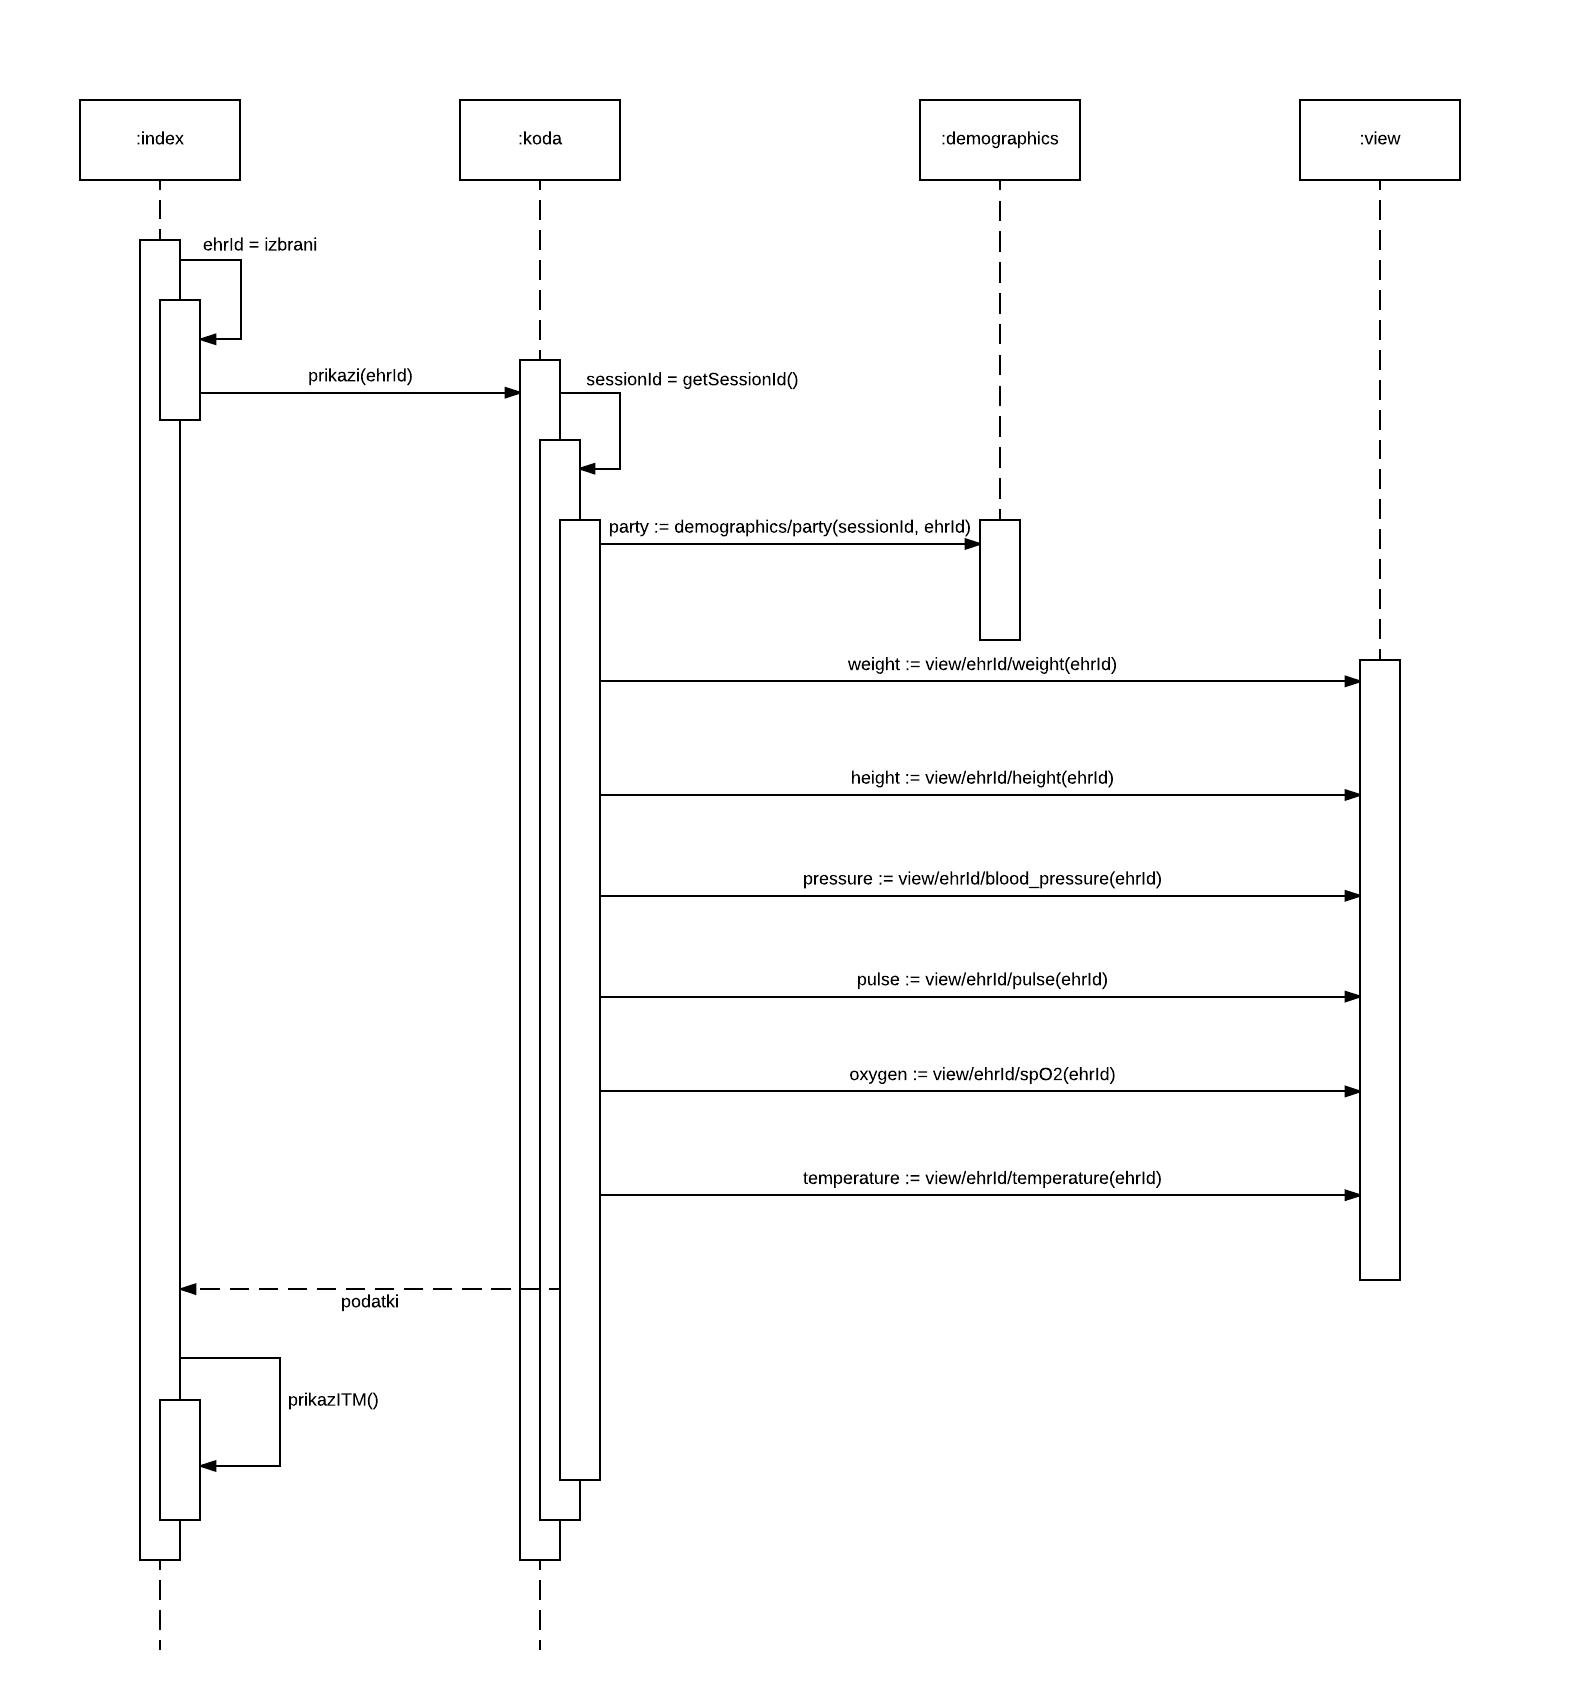 :index
:koda
:demographics
:view
ehrId = izbrani
prikazi(ehrId)
sessionId = getSessionId()
party := demographics/party(sessionId, ehrId)
weight := view/ehrId/weight(ehrId)
height := view/ehrId/height(ehrId)
pressure := view/ehrId/blood_pressure(ehrId)
pulse := view/ehrId/pulse(ehrId)
oxygen := view/ehrId/spO2(ehrId)
temperature := view/ehrId/temperature(ehrId)
podatki
prikazITM()